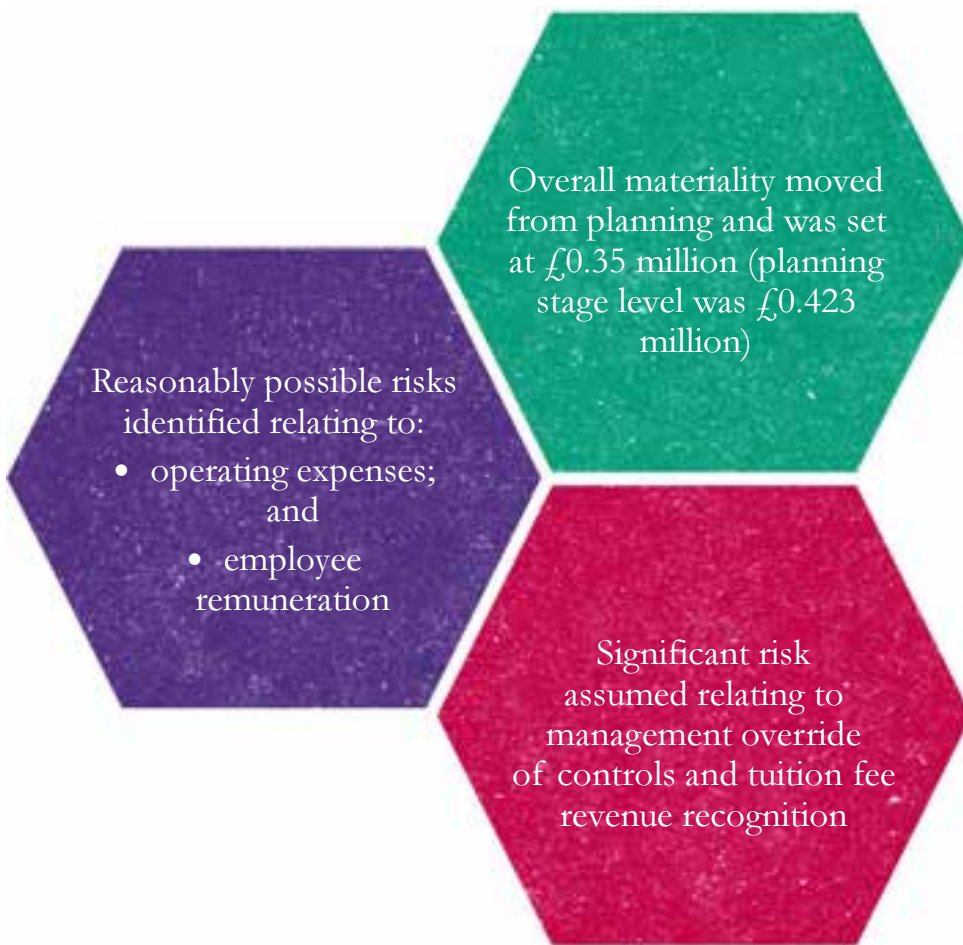 Overall materiality moved
from planning and was set
at £0.35 million (planning
stage level was £0.423
million)
Reasonably possible risks
identified relating to:
• operating expenses;
and
• employee
remuneration
Significant risk
assumed relating to
management override
of controls and tuition fee
revenue recognition